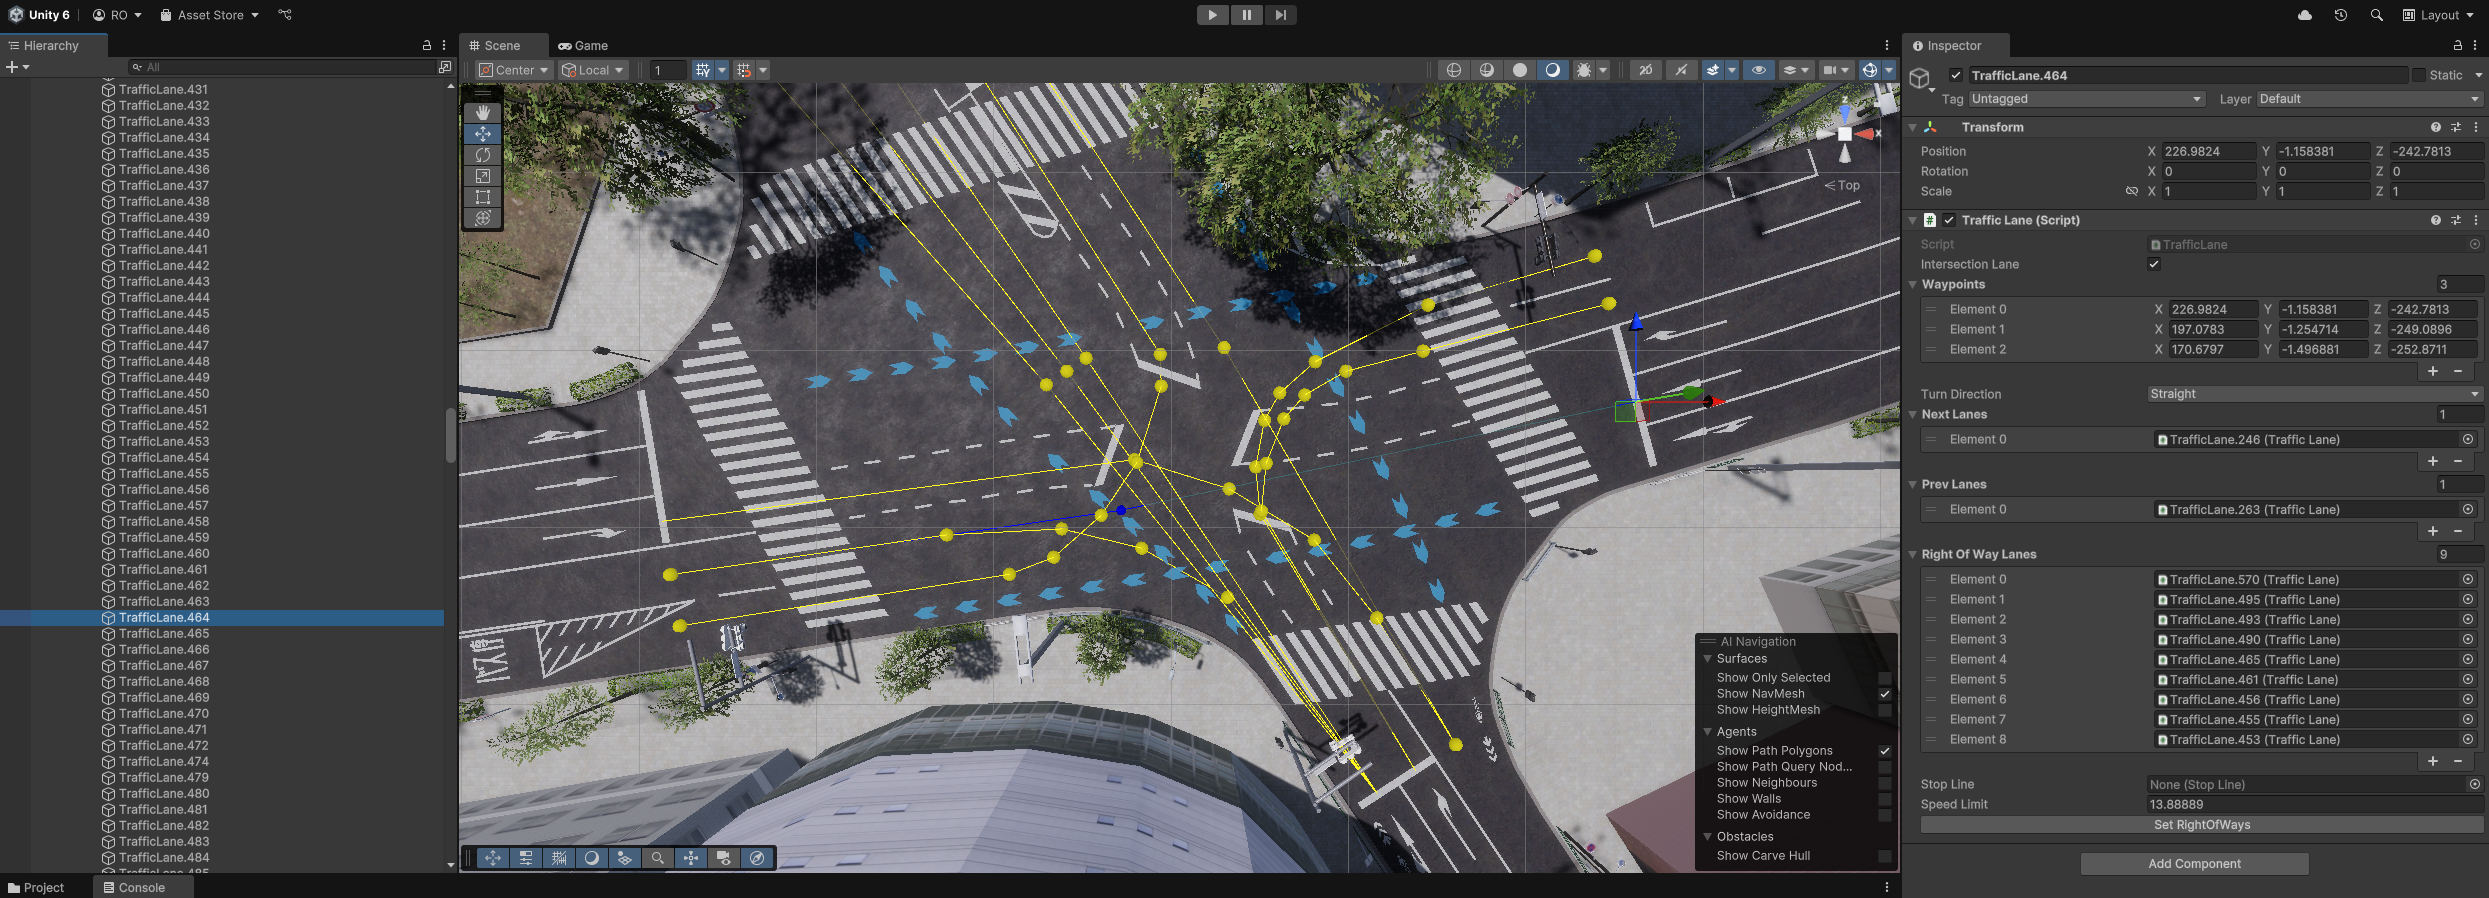 Unity 6 RO Asset Store Layout
Hierarchy
All
TrafficLane.431
TrafficLane.432
TrafficLane.433
TrafficLane.434
TrafficLane.435
TrafficLane.436
TrafficLane.437
TrafficLane.438
TrafficLane.439
TrafficLane.440
TrafficLane.441
TrafficLane.442
TrafficLane.443
TrafficLane.444
TrafficLane.445
TrafficLane.446
TrafficLane.447
TrafficLane.448
TrafficLane.449
TrafficLane.450
TrafficLane.451
TrafficLane.452
TrafficLane.453
TrafficLane.454
TrafficLane.455
TrafficLane.456
TrafficLane.457
TrafficLane.458
TrafficLane.459
TrafficLane.460
TrafficLane.461
TrafficLane.462
TrafficLane.463
TrafficLane.464
TrafficLane.465
TrafficLane.466
TrafficLane.467
TrafficLane.468
TrafficLane.469
TrafficLane.470
TrafficLane.471
TrafficLane.472
TrafficLane.474
TrafficLane.479
TrafficLane.480
TrafficLane.481
TrafficLane.482
TrafficLane.483
TrafficLane.484
TrafficLane.485
Project Console
Scene Game
Center Local 1 2D
z
x
Top
AI Navigation
Surfaces
Show Only Selected
Show NavMesh
Show HeightMesh
Agents
Show Path Polygons
Show Path Query Nod...
Show Neighbours
Show Walls
Show Avoidance
Obstacles
Show Carve Hull
Inspector
TrafficLane.464 Static
Tag Untagged Layer Default
Transform
Position X 226.9824 Y -1.158381 Z -242.7813
Rotation X 0 Y 0 Z 0
Scale X 1 Y 1 Z 1
Traffic Lane (Script)
Script TrafficLane
Intersection Lane
Waypoints 3
Element 0 X 226.9824 Y -1.158381 Z -242.7813
Element 1 X 197.0783 Y -1.254714 Z -249.0896
Element 2 X 170.6797 Y -1.496881 Z -252.8711
Turn Direction Straight
Next Lanes 1
Element 0 TrafficLane.246 (Traffic Lane)
Prev Lanes 1
Element 0 TrafficLane.263 (Traffic Lane)
Right Of Way Lanes 9
Element 0 TrafficLane.570 (Traffic Lane)
Element 1 TrafficLane.495 (Traffic Lane)
Element 2 TrafficLane.493 (Traffic Lane)
Element 3 TrafficLane.490 (Traffic Lane)
Element 4 TrafficLane.465 (Traffic Lane)
Element 5 TrafficLane.461 (Traffic Lane)
Element 6 TrafficLane.456 (Traffic Lane)
Element 7 TrafficLane.455 (Traffic Lane)
Element 8 TrafficLane.453 (Traffic Lane)
Stop Line None (Stop Line)
Speed Limit 13.88889
Set RightOfWays
Add Component